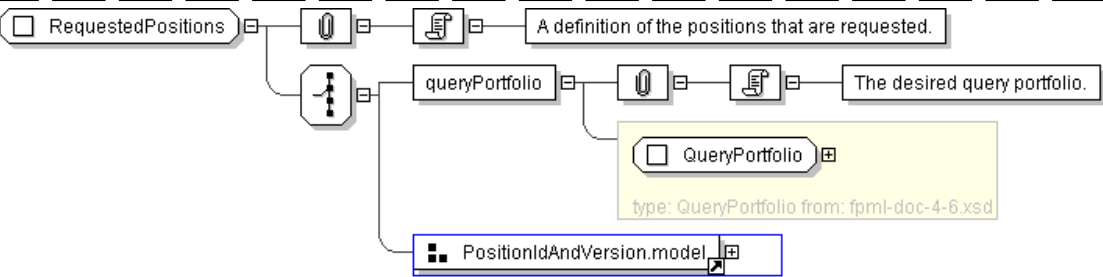 RequestedPositions
A definition of the positions that are requested.
queryPortfolio
The desired query portfolio.
QueryPortfolio
type: QueryPortfolio from: fpml-doc-4-6.xsd
PositionIdAndVersion.model